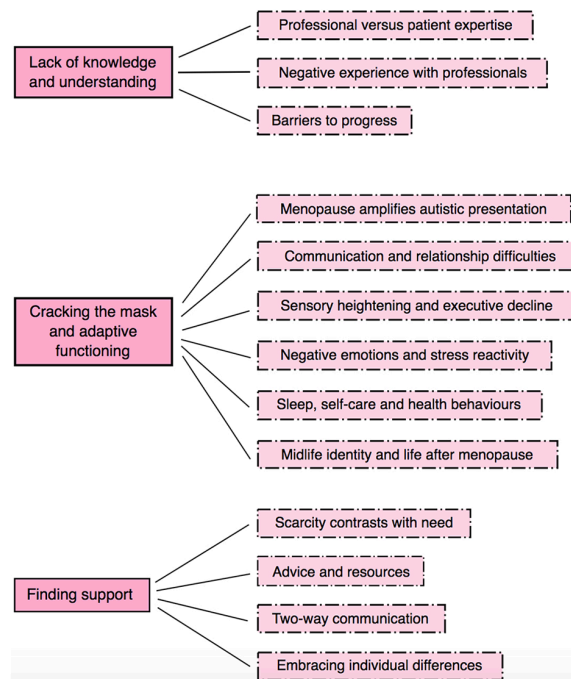 Lack of knowledge
and understanding
Professional versus patient expertise
Negative experience with professionals
Barriers to progress
Cracking the mask
and adaptive
functioning
Menopause amplifies autistic presentation
Communication and relationship difficulties
Sensory heightening and executive decline
Negative emotions and stress reactivity
Sleep, self-care and health behaviours
Midlife identity and life after menopause
Finding support
Scarcity contrasts with need
Advice and resources
Two-way communication
Embracing individual differences